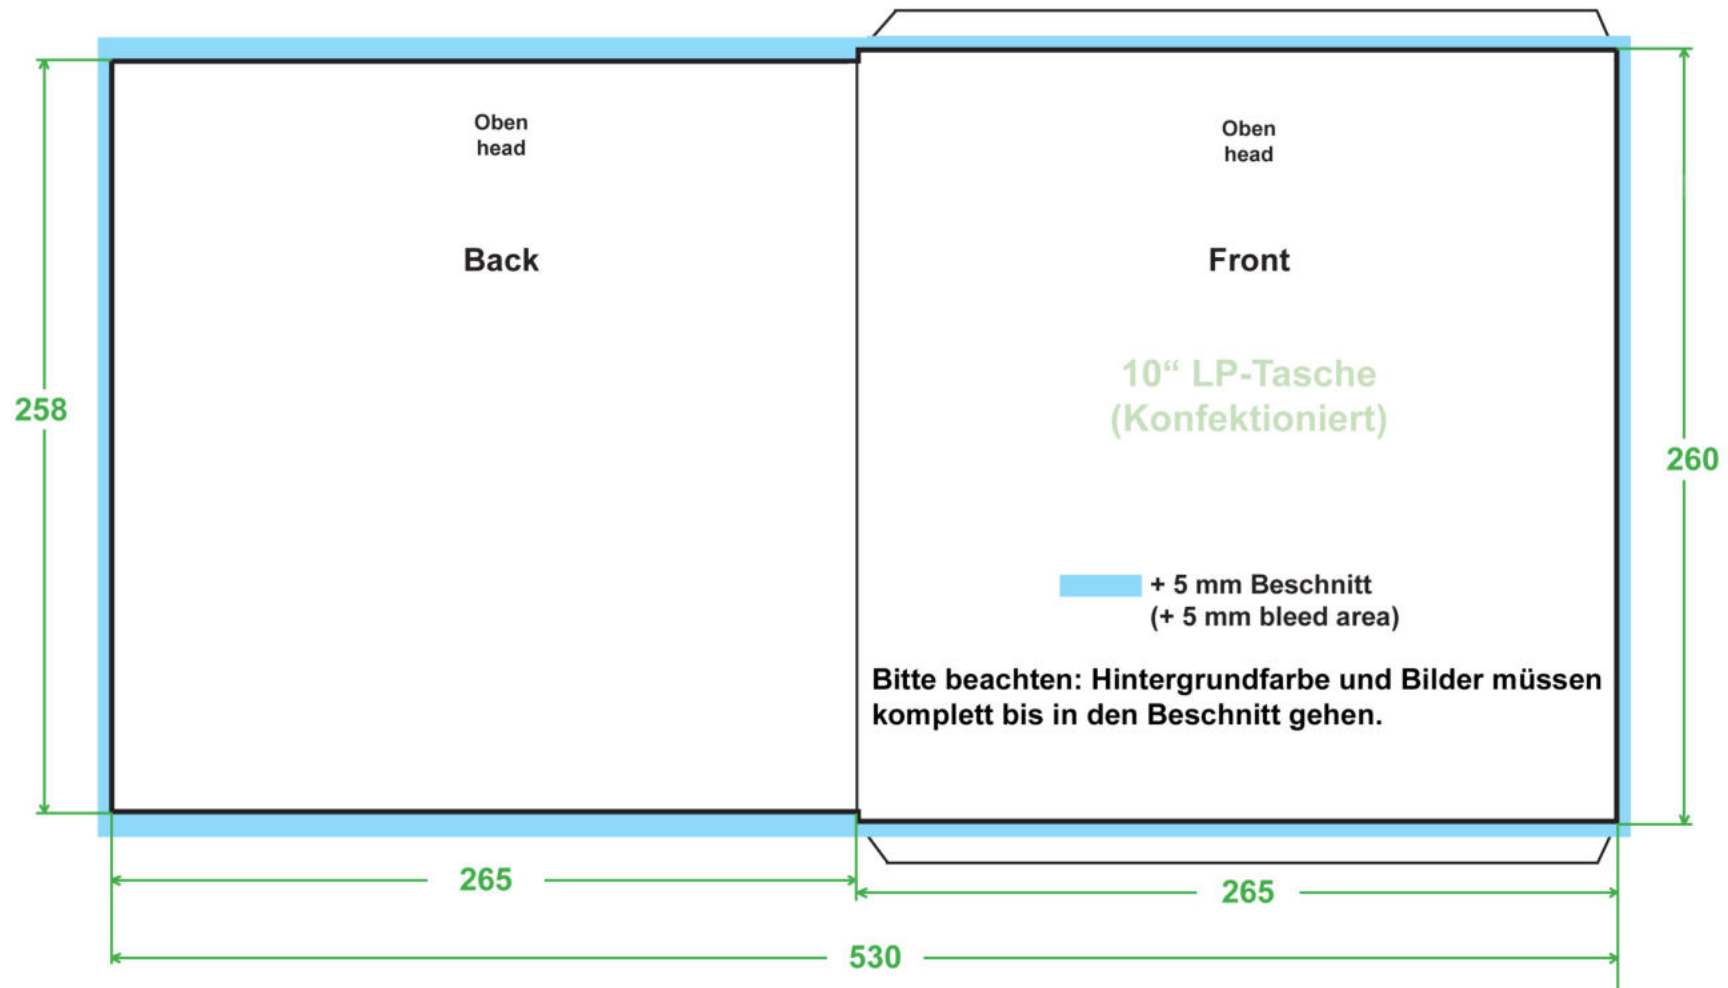 Oben
head
Back
Oben
head
Front
10“ LP-Tasche
(Konfektioniert)
+ 5 mm Beschnitt
(+ 5 mm bleed area)
Bitte beachten: Hintergrundfarbe und Bilder müssen
komplett bis in den Beschnitt gehen.
258
260
265
265
530